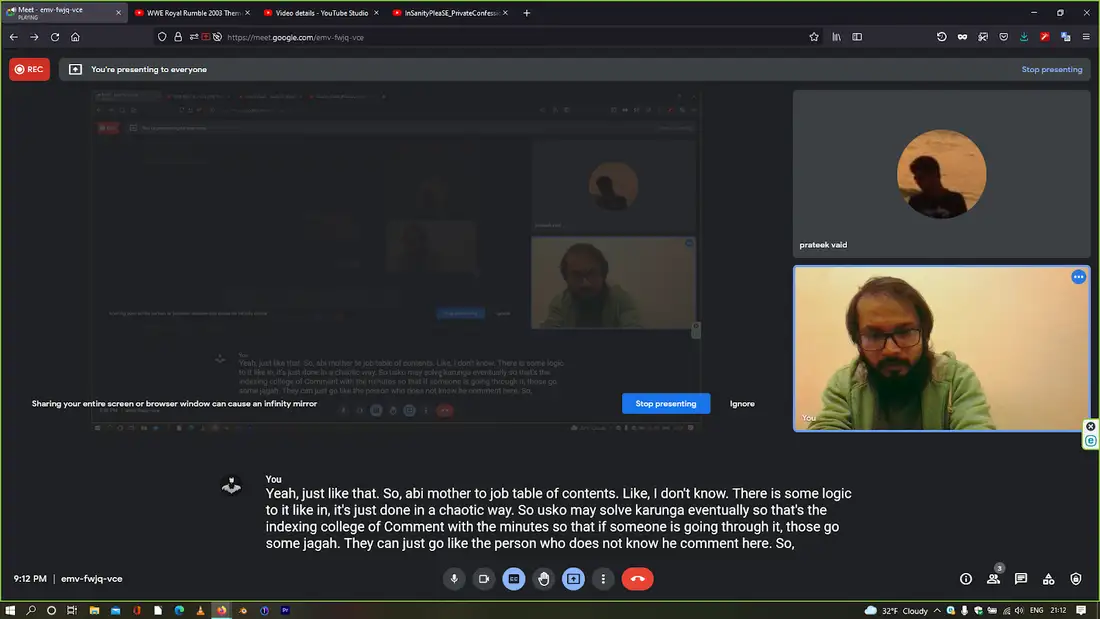 Meet - emv-fwjq-vce
PLAYING
WWE Royal Rumble 2003 Them
Video details - YouTube Studio
InSanityPleaSE_PrivateConfessi
https://meet.google.com/emv-fwjq-vce
REC
You're presenting to everyone
Stop presenting
prateek vaid
You
Sharing your entire screen or browser window can cause an infinity mirror
Stop presenting
Ignore
You
Yeah, just like that. So, abi mother to job table of contents. Like, I don't know. There is some logic
to it like in, it's just done in a chaotic way. So usko may solve karunga eventually so that's the
indexing college of Comment with the minutes so that if someone is going through it, those go
some jagah. They can just go like the person who does not know he comment here. So,
9:12 PM | emv-fwjq-vce
3
32°F Cloudy
ENG
21:12